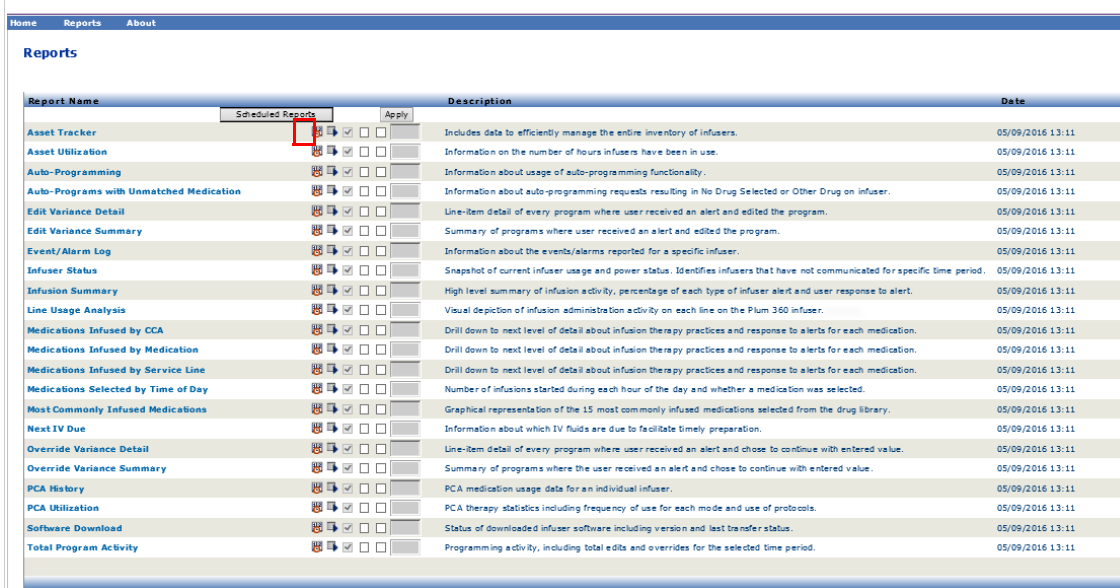 Home Reports About
Reports
Report Name Description Date
Scheduled Reports Apply
Asset Tracker Includes data to efficiently manage the entire inventory of infusers. 05/09/2016 13:11
Asset Utilization Information on the number of hours infusers have been in use. 05/09/2016 13:11
Auto-Programming Information about usage of auto-programming functionality. 05/09/2016 13:11
Auto-Programs with Unmatched Medication Information about auto-programming requests resulting in No Drug Selected or Other Drug on infuser. 05/09/2016 13:11
Edit Variance Detail Line-item detail of every program where user received an alert and edited the program. 05/09/2016 13:11
Edit Variance Summary Summary of programs where user received an alert and edited the program. 05/09/2016 13:11
Event/Alarm Log Information about the events/alarms reported for a specific infuser. 05/09/2016 13:11
Infuser Status Snapshot of current infuser usage and power status. Identifies infusers that have not communicated for specific time period. 05/09/2016 13:11
Infusion Summary High level summary of infusion activity, percentage of each type of infuser alert and user response to alert. 05/09/2016 13:11
Line Usage Analysis Visual depiction of infusion administration activity on each line on the Plum 360 infuser. 05/09/2016 13:11
Medications Infused by CCA Drill down to next level of detail about infusion therapy practices and response to alerts for each medication. 05/09/2016 13:11
Medications Infused by Medication Drill down to next level of detail about infusion therapy practices and response to alerts for each medication. 05/09/2016 13:11
Medications Infused by Service Line Drill down to next level of detail about infusion therapy practices and response to alerts for each medication. 05/09/2016 13:11
Medications Selected by Time of Day Number of infusions started during each hour of the day and whether a medication was selected. 05/09/2016 13:11
Most Commonly Infused Medications Graphical representation of the 15 most commonly infused medications selected from the drug library. 05/09/2016 13:11
Next IV Due Information about which IV fluids are due to facilitate timely preparation. 05/09/2016 13:11
Override Variance Detail Line-item detail of every program where user received an alert and chose to continue with entered value. 05/09/2016 13:11
Override Variance Summary Summary of programs where the user received an alert and chose to continue with entered value. 05/09/2016 13:11
PCA History PCA medication usage data for an individual infuser. 05/09/2016 13:11
PCA Utilization PCA therapy statistics including frequency of use for each mode and use of protocols. 05/09/2016 13:11
Software Download Status of downloaded infuser software including version and last transfer status. 05/09/2016 13:11
Total Program Activity Programming activity, including total edits and overrides for the selected time period. 05/09/2016 13:11